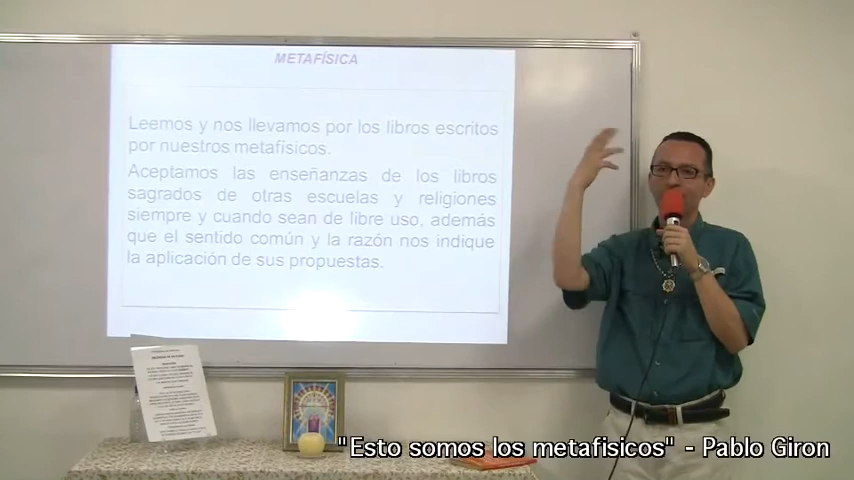 METAFÍSICA
Leemos y nos llevamos por los libros escritos
por nuestros metafísicos.
Aceptamos las enseñanzas de los libros
sagrados de otras escuelas y religiones
siempre y cuando sean de libre uso, además
que el sentido común y la razón nos indique
la aplicación de sus propuestas.
"Esto somos los metafisicos" - Pablo Giron